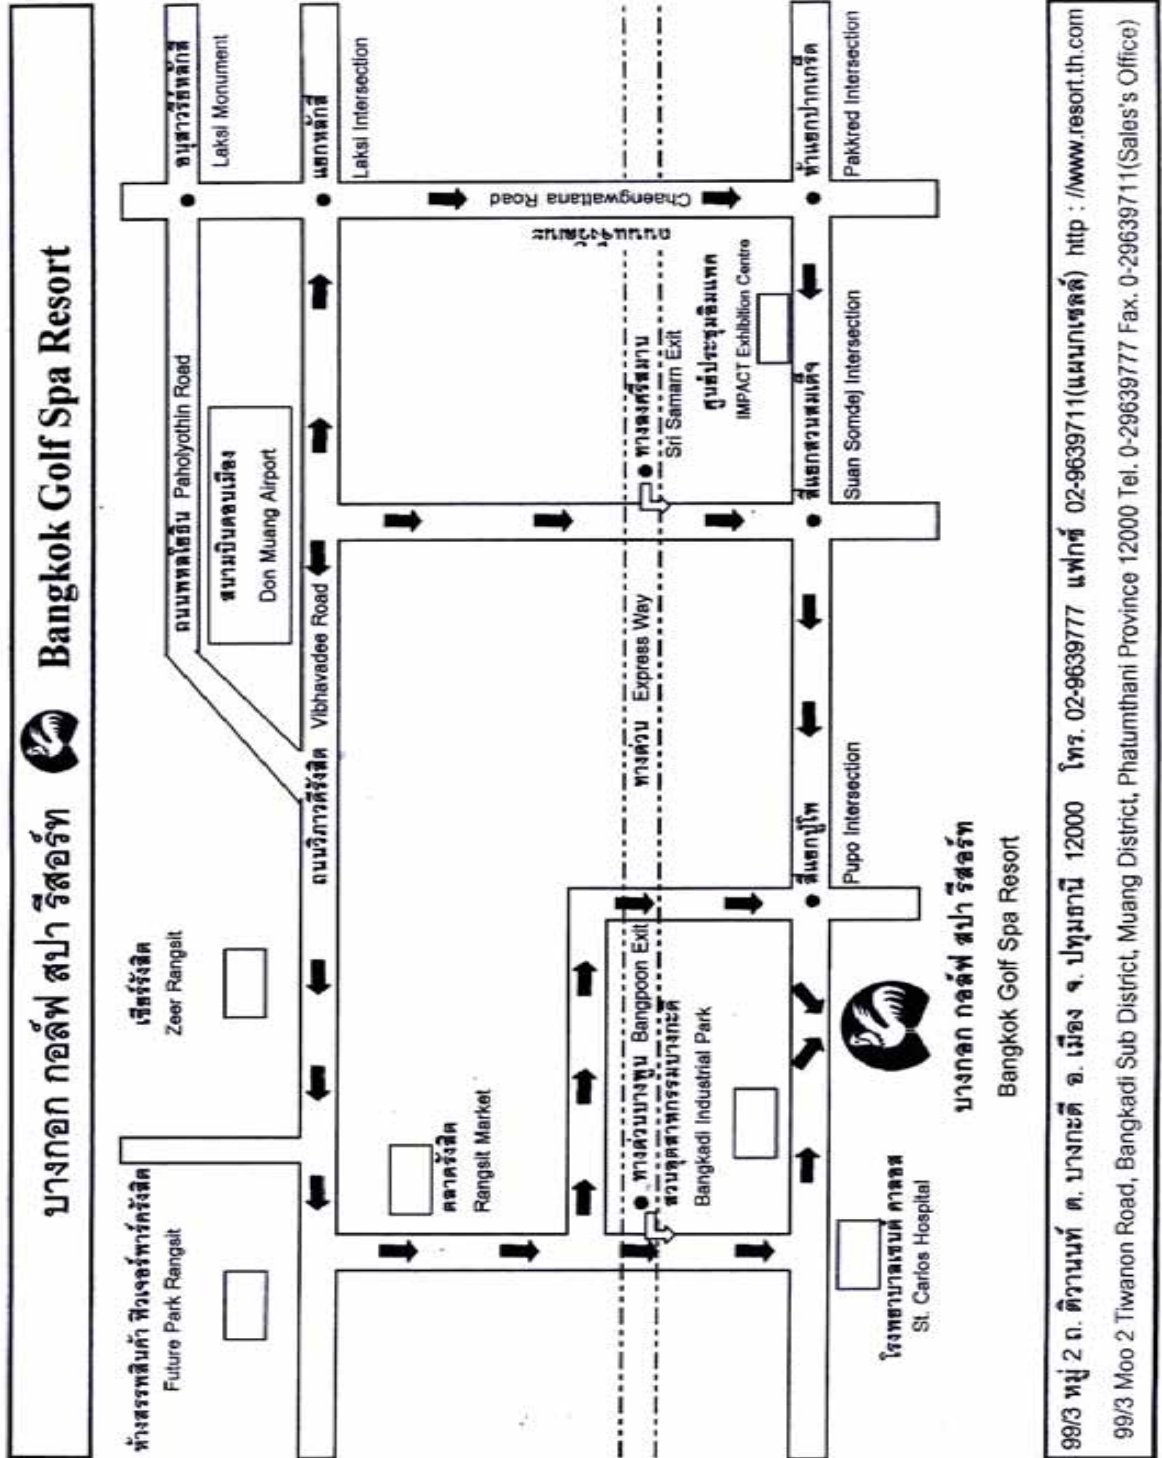 บางกอก กอล์ฟ สปา รีสอร์ท Bangkok Golf Spa Resort
ห้างสรรพสินค้า ฟิวเจอร์พาร์ครังสิต
Future Park Rangsit
เซียร์รังสิต
Zeer Rangsit
ถนนพหลโยธิน Paholyothin Road
อนุสาวรีย์หลักสี่
Laksi Monument
สนามบินดอนเมือง
Don Muang Airport
ถนนวิภาวดีรังสิต Vibhavadee Road
แยกหลักสี่
Laksi Intersection
ตลาดรังสิต
Rangsit Market
ถนนแจ้งวัฒนะ
Chaengwattana Road
ทางด่วนบางพูน Bangpoon Exit
ทางด่วน Express Way
ทางลงศรีสมาน
Sri Samarn Exit
สวนอุตสาหกรรมบางกะดี
Bangkadi Industrial Park
ศูนย์ประชุมอิมแพค
IMPACT Exhibition Centre
สี่แยกปู่โพ
Pupo Intersection
สี่แยกสวนสมเด็จฯ
Suan Somdej Intersection
ห้าแยกปากเกร็ด
Pakkred Intersection
โรงพยาบาลเซนต์ คาลอส
St. Carlos Hospital
บางกอก กอล์ฟ สปา รีสอร์ท
Bangkok Golf Spa Resort
99/3 หมู่ 2 ถ. ติวานนท์ ต. บางกะดี อ. เมือง จ. ปทุมธานี 12000 โทร. 02-9639777 แฟกซ์ 02-9639711(แผนกเซลล์) http : //www.resort.th.com
99/3 Moo 2 Tiwanon Road, Bangkadi Sub District, Muang District, Phatumthani Province 12000 Tel. 0-29639777 Fax. 0-29639711(Sales's Office)